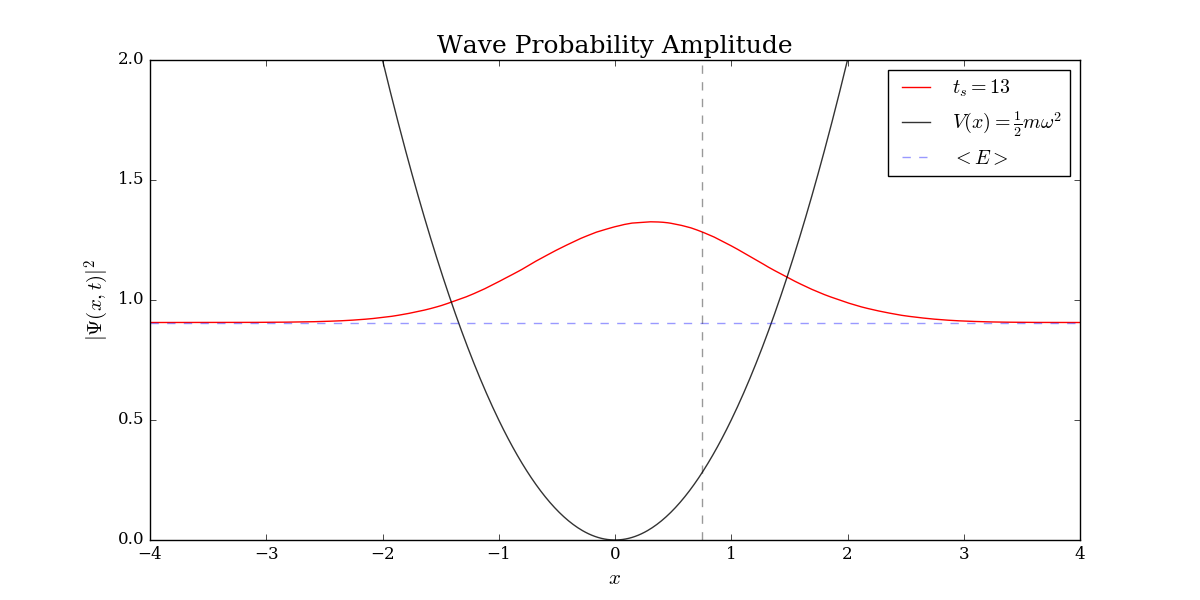 Wave Probability Amplitude
2.0
1.5
1.0
0.5
0.0
|Ψ(x, t)|²
t_s = 13
V(x) = ½mω²
< E >
−4 −3 −2 −1 0 1 2 3 4
x